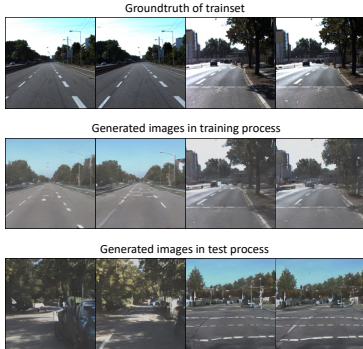 Groundtruth of trainset
Generated images in training process
Generated images in test process